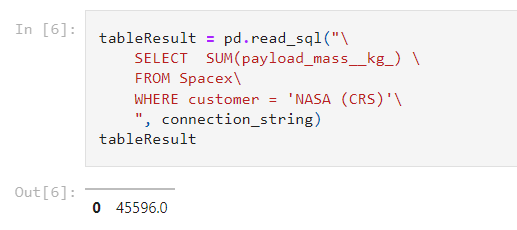 In [6]:
tableResult = pd.read_sql("\
    SELECT  SUM(payload_mass__kg_) \
    FROM Spacex\
    WHERE customer = 'NASA (CRS)'\
    ", connection_string)
tableResult
Out[6]:
0 45596.0